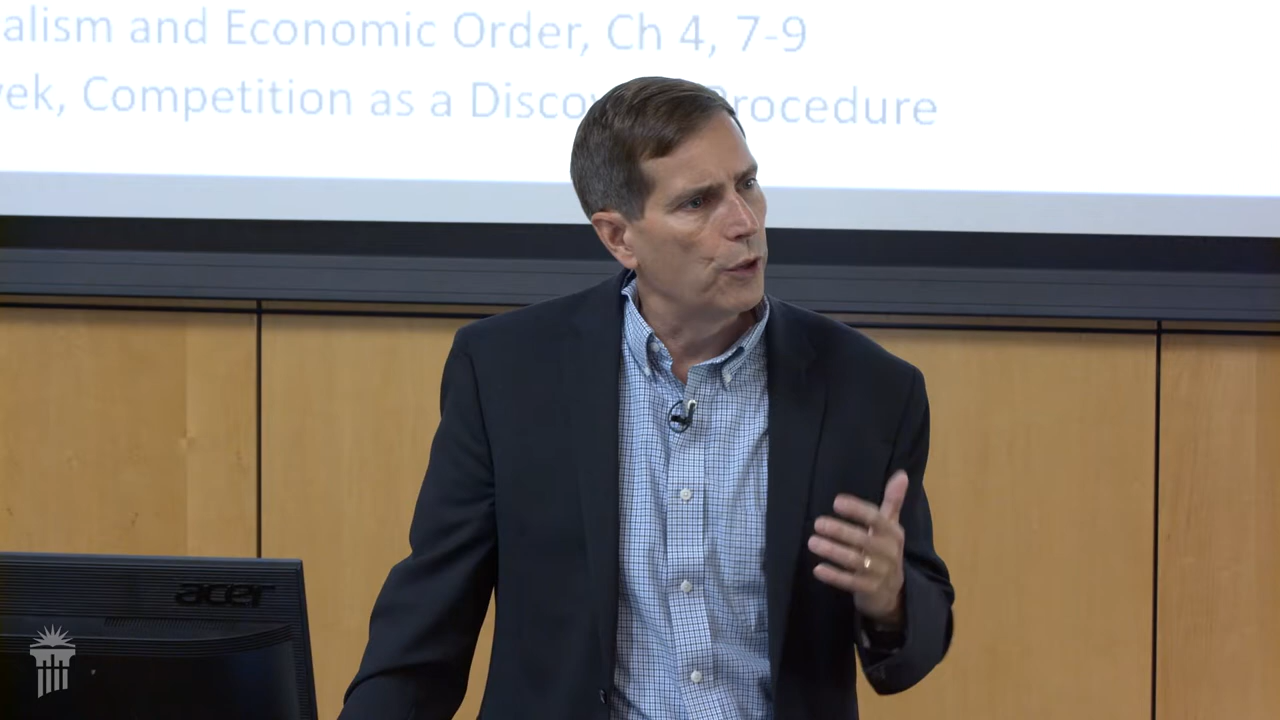 alism and Economic Order, Ch 4, 7-9
yek, Competition as a Disco Procedure
acer